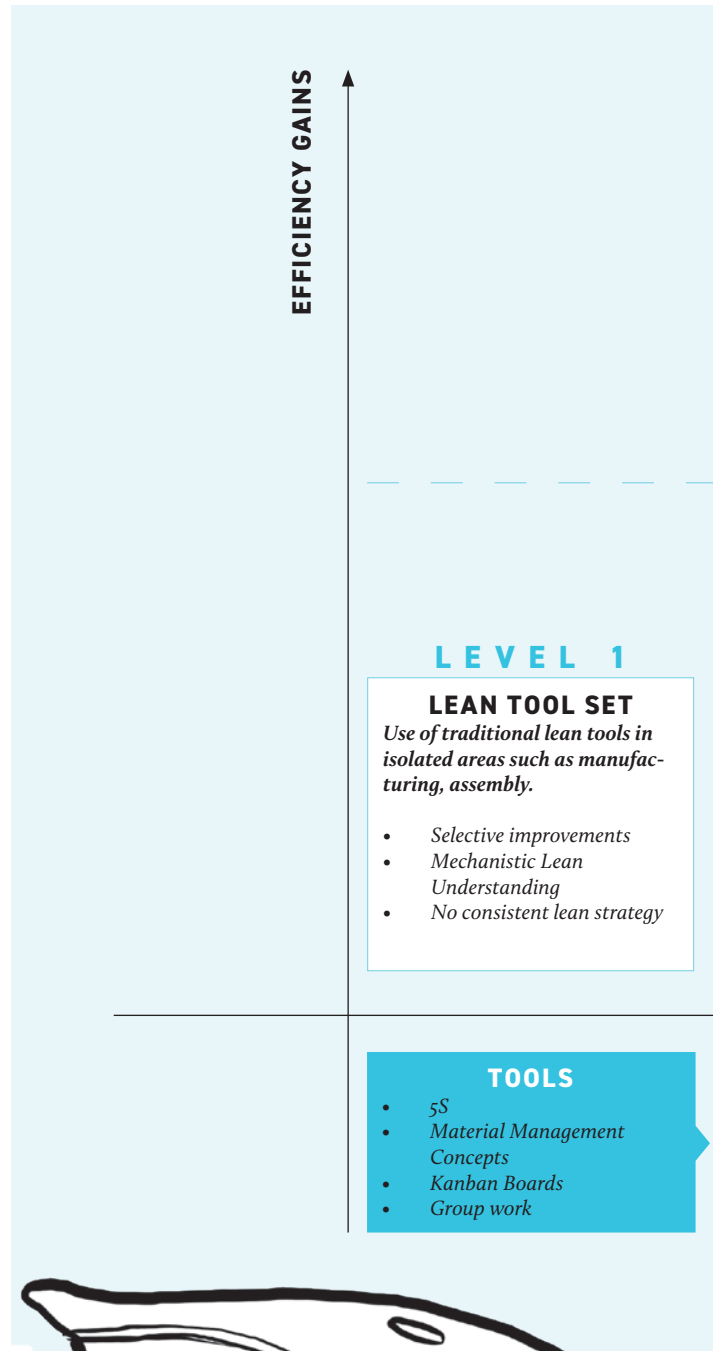 EFFICIENCY GAINS
LEVEL 1
LEAN TOOL SET
Use of traditional lean tools in
isolated areas such as manufac-
turing, assembly.
• Selective improvements
• Mechanistic Lean
Understanding
• No consistent lean strategy
TOOLS
• 5S
• Material Management
Concepts
• Kanban Boards
• Group work